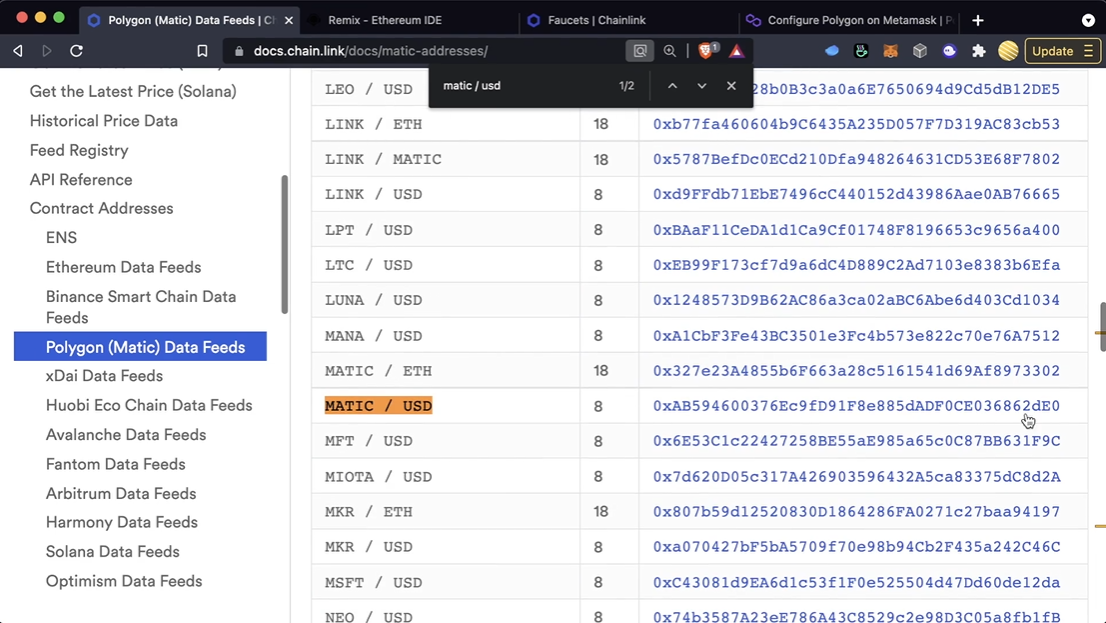 Polygon (Matic) Data Feeds | Ch
Remix - Ethereum IDE
Faucets | Chainlink
Configure Polygon on Metamask | P
docs.chain.link/docs/matic-addresses/
1
Update
matic / usd
1/2
Get the Latest Price (Solana)
Historical Price Data
Feed Registry
API Reference
Contract Addresses
ENS
Ethereum Data Feeds
Binance Smart Chain Data
Feeds
Polygon (Matic) Data Feeds
xDai Data Feeds
Huobi Eco Chain Data Feeds
Avalanche Data Feeds
Fantom Data Feeds
Arbitrum Data Feeds
Harmony Data Feeds
Solana Data Feeds
Optimism Data Feeds
LEO / USD 28b0B3c3a0a6E7650694d9Cd5dB12DE5
LINK / ETH 18 0xb77fa460604b9C6435A235D057F7D319AC83cb53
LINK / MATIC 18 0x5787BefDc0ECd210Dfa948264631CD53E68F7802
LINK / USD 8 0xd9FFdb71EbE7496cC440152d43986Aae0AB76665
LPT / USD 8 0xBAaF11CeDA1d1Ca9Cf01748F8196653c9656a400
LTC / USD 8 0xEB99F173cf7d9a6dC4D889C2Ad7103e8383b6Efa
LUNA / USD 8 0x1248573D9B62AC86a3ca02aBC6Abe6d403Cd1034
MANA / USD 8 0xA1CbF3Fe43BC3501e3Fc4b573e822c70e76A7512
MATIC / ETH 18 0x327e23A4855b6F663a28c5161541d69Af8973302
MATIC / USD 8 0xAB594600376Ec9fD91F8e885dADF0CE036862dE0
MFT / USD 8 0x6E53C1c22427258BE55aE985a65c0C87BB631F9C
MIOTA / USD 8 0x7d620D05c317A426903596432A5ca83375dC8d2A
MKR / ETH 18 0x807b59d12520830D1864286FA0271c27baa94197
MKR / USD 8 0xa070427bF5bA5709f70e98b94Cb2F435a242C46C
MSFT / USD 8 0xC43081d9EA6d1c53f1F0e525504d47Dd60de12da
NEO / USD 8 0x74b3587A23eE786A43C8529c2e98D3C05a8fb1fB